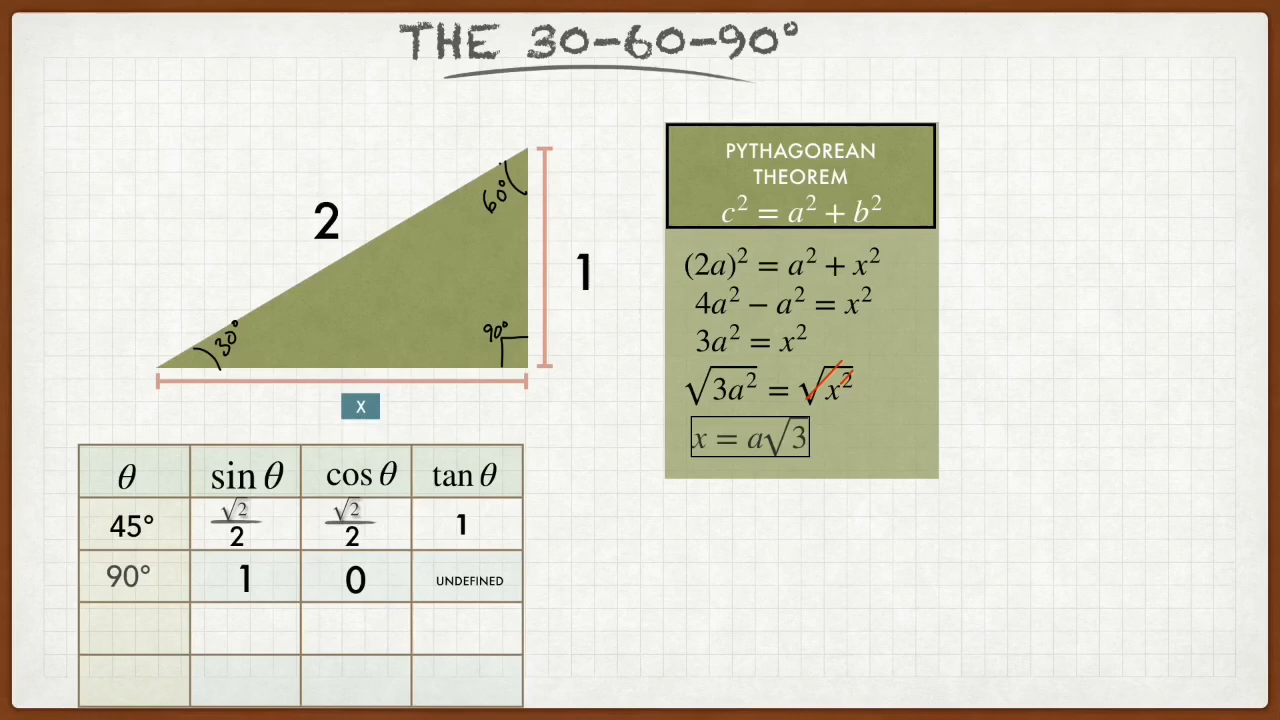 THE 30-60-90°
2
60°
1
90°
30°
x
PYTHAGOREAN
THEOREM
c² = a² + b²
(2a)² = a² + x²
4a² − a² = x²
3a² = x²
√3a² = √x²
x = a√3
θ sin θ cos θ tan θ
45° √2/2 √2/2 1
90° 1 0 UNDEFINED